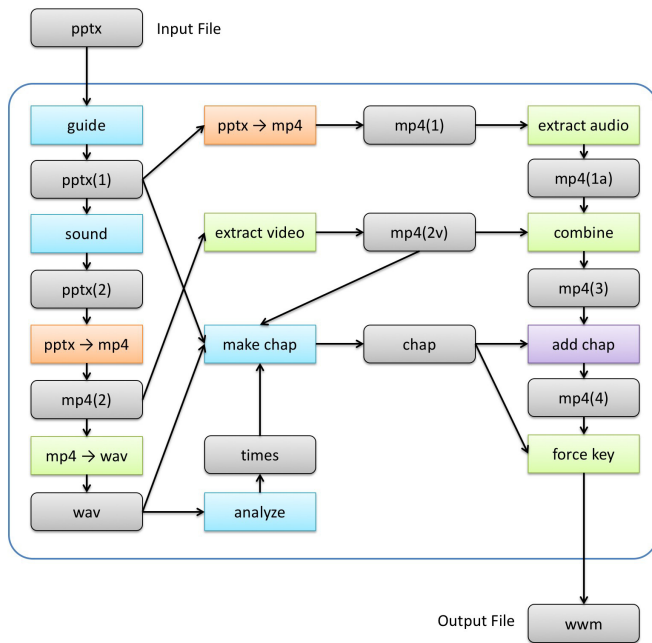 pptx
Input File
guide
pptx → mp4
mp4(1)
extract audio
pptx(1)
mp4(1a)
sound
extract video
mp4(2v)
combine
pptx(2)
mp4(3)
pptx → mp4
make chap
chap
add chap
mp4(2)
mp4(4)
mp4 → wav
times
force key
wav
analyze
Output File
wwm